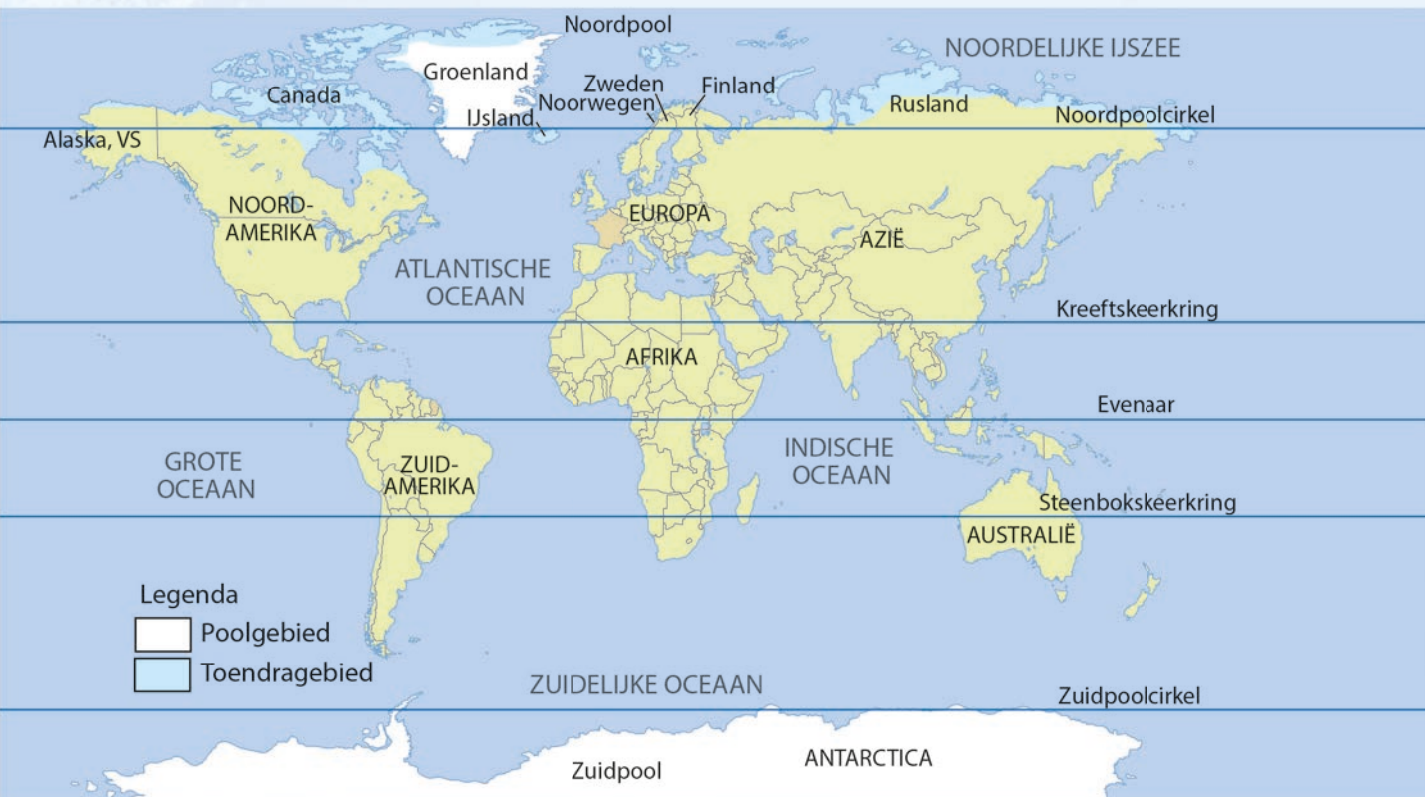 Noordpool
NOORDELIJKE IJSZEE
Groenland
Zweden
Finland
Canada
Noorwegen
Rusland
IJsland
Noordpoolcirkel
Alaska, VS
NOORD-
AMERIKA
EUROPA
AZIË
ATLANTISCHE
OCEAAN
Kreeftskeerkring
AFRIKA
Evenaar
GROTE
OCEAAN
ZUID-
AMERIKA
INDISCHE
OCEAAN
Steenbokskeerkring
AUSTRALIË
Legenda
Poolgebied
Toendragebied
ZUIDELIJKE OCEAAN
Zuidpoolcirkel
Zuidpool
ANTARCTICA